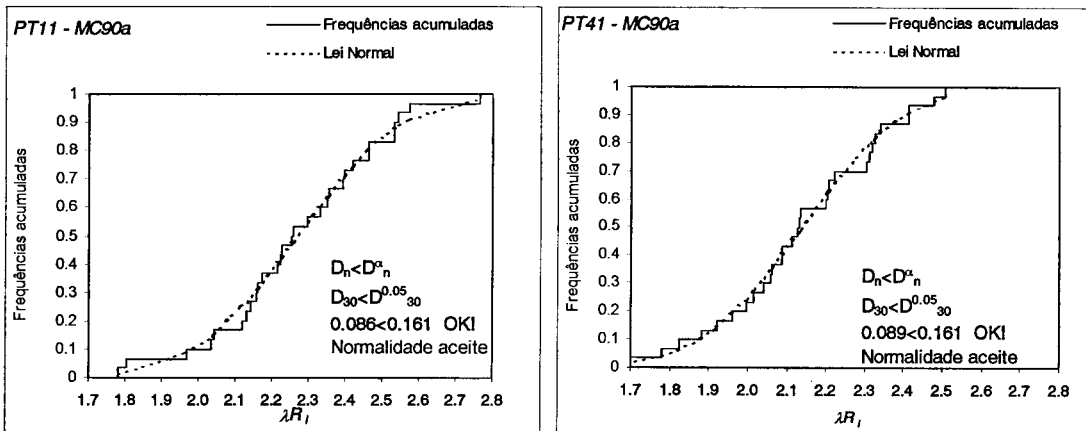 PT11 - MC90a
Frequências acumuladas
Lei Normal
Frequências acumuladas
1
0.9
0.8
0.7
0.6
0.5
0.4
0.3
0.2
0.1
0
Dₙ<Dᵅₙ
D₃₀<D⁰·⁰⁵₃₀
0.086<0.161 OK!
Normalidade aceite
1.7 1.8 1.9 2.0 2.1 2.2 2.3 2.4 2.5 2.6 2.7 2.8
λR_l
PT41 - MC90a
Frequências acumuladas
Lei Normal
Frequências acumuladas
1
0.9
0.8
0.7
0.6
0.5
0.4
0.3
0.2
0.1
0
Dₙ<Dᵅₙ
D₃₀<D⁰·⁰⁵₃₀
0.089<0.161 OK!
Normalidade aceite
1.7 1.8 1.9 2.0 2.1 2.2 2.3 2.4 2.5 2.6 2.7 2.8
λR_l